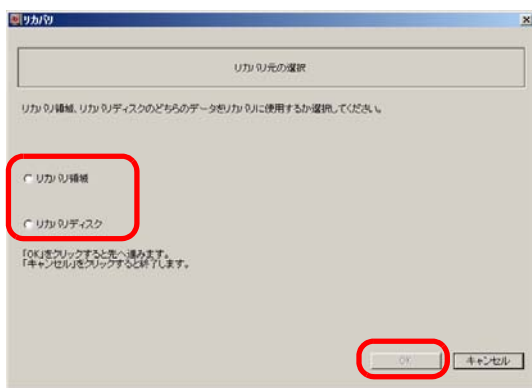 リカバリ
リカバリ元の選択
リカバリ領域、リカバリディスクのどちらのデータをリカバリに使用するか選択してください。
リカバリ領域
リカバリディスク
「OK」をクリックすると先へ進みます。
「キャンセル」をクリックすると終了します。
OK
キャンセル